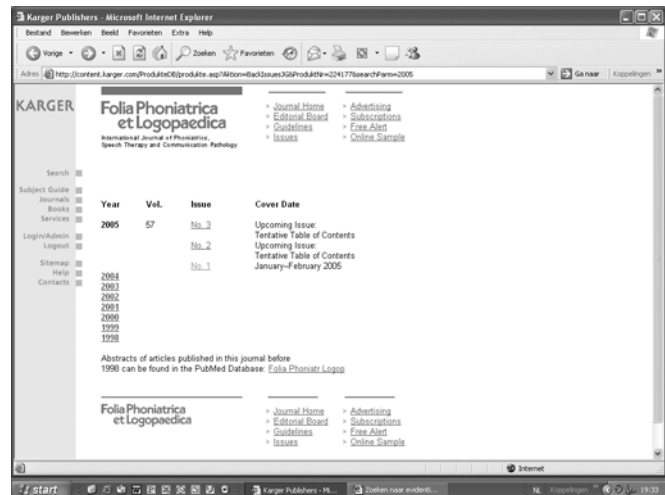 Karger Publishers - Microsoft Internet Explorer
Bestand Bewerken Beeld Favorieten Extra Help
Vorige Zoeken Favorieten
Adres http://content.karger.com/ProdukteDB/produkte.asp?Aktion=BackIssues&ProduktNr=224177&searchParm=2005 Ga naar Koppelingen
KARGER
Folia Phoniatrica
et Logopaedica
International Journal of Phoniatrics,
Speech Therapy and Communication Pathology
» Journal Home » Advertising
» Editorial Board » Subscriptions
» Guidelines » Free Alert
» Issues » Online Sample
Search
Subject Guide
Journals
Books
Services
Login/Admin
Logout
Sitemap
Help
Contacts
Year Vol. Issue Cover Date
2005 57 No. 3 Upcoming Issue:
Tentative Table of Contents
No. 2 Upcoming Issue:
Tentative Table of Contents
No. 1 January–February 2005
2004
2003
2002
2001
2000
1999
1998
Abstracts of articles published in this journal before
1998 can be found in the PubMed Database: Folia Phoniatr Logop
Folia Phoniatrica
et Logopaedica
» Journal Home » Advertising
» Editorial Board » Subscriptions
» Guidelines » Free Alert
» Issues » Online Sample
Internet
start Karger Publishers - Mi... Zoeken naar evidenti... NL Koppelingen 19:33